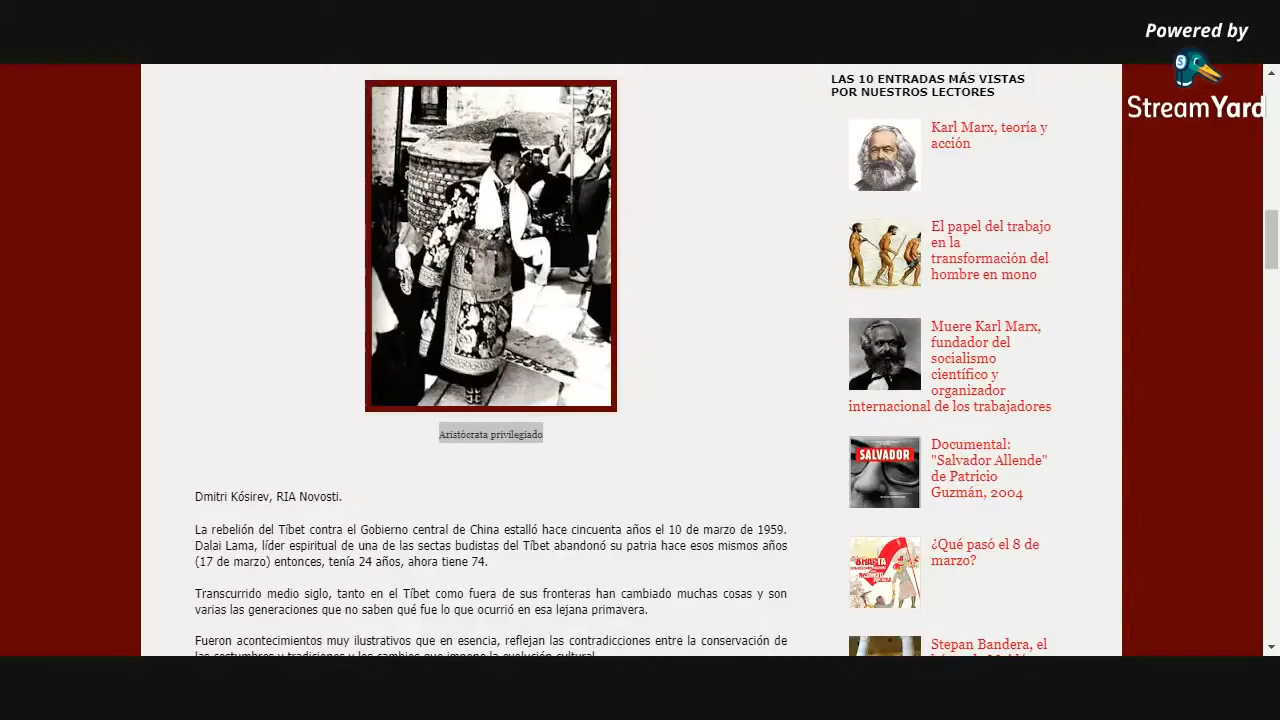 Powered by
StreamYard
Aristócrata privilegiado
Dmitri Kósirev, RIA Novosti.
La rebelión del Tíbet contra el Gobierno central de China estalló hace cincuenta años el 10 de marzo de 1959.
Dalai Lama, líder espiritual de una de las sectas budistas del Tíbet abandonó su patria hace esos mismos años
(17 de marzo) entonces, tenía 24 años, ahora tiene 74.
Transcurrido medio siglo, tanto en el Tíbet como fuera de sus fronteras han cambiado muchas cosas y son
varias las generaciones que no saben qué fue lo que ocurrió en esa lejana primavera.
Fueron acontecimientos muy ilustrativos que en esencia, reflejan las contradicciones entre la conservación de
LAS 10 ENTRADAS MÁS VISTAS
POR NUESTROS LECTORES
Karl Marx, teoría y
acción
El papel del trabajo
en la
transformación del
hombre en mono
Muere Karl Marx,
fundador del
socialismo
científico y
organizador
internacional de los trabajadores
SALVADOR
Documental:
"Salvador Allende"
de Patricio
Guzmán, 2004
¿Qué pasó el 8 de
marzo?
Stepan Bandera, el